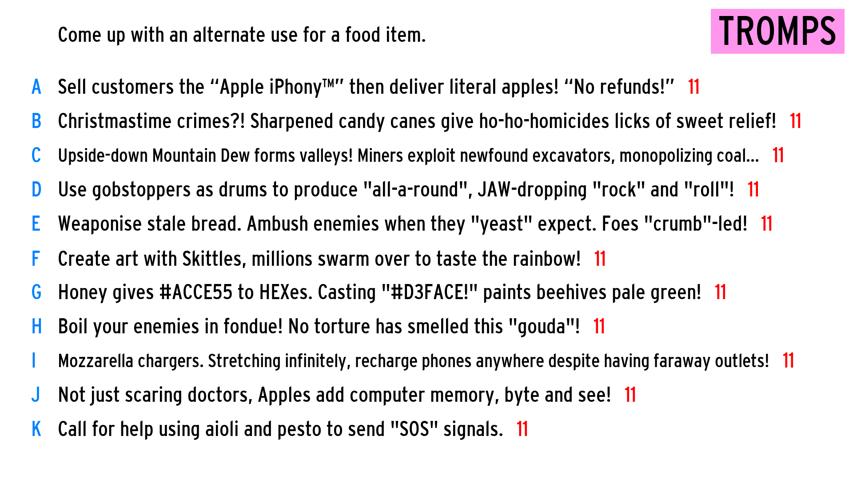 Come up with an alternate use for a food item.
TROMPS
A Sell customers the “Apple iPhony™” then deliver literal apples! “No refunds!” 11
B Christmastime crimes?! Sharpened candy canes give ho-ho-homicides licks of sweet relief! 11
C Upside-down Mountain Dew forms valleys! Miners exploit newfound excavators, monopolizing coal... 11
D Use gobstoppers as drums to produce "all-a-round", JAW-dropping "rock" and "roll"! 11
E Weaponise stale bread. Ambush enemies when they "yeast" expect. Foes "crumb"-led! 11
F Create art with Skittles, millions swarm over to taste the rainbow! 11
G Honey gives #ACCE55 to HEXes. Casting "#D3FACE!" paints beehives pale green! 11
H Boil your enemies in fondue! No torture has smelled this "gouda"! 11
I Mozzarella chargers. Stretching infinitely, recharge phones anywhere despite having faraway outlets! 11
J Not just scaring doctors, Apples add computer memory, byte and see! 11
K Call for help using aioli and pesto to send "SOS" signals. 11